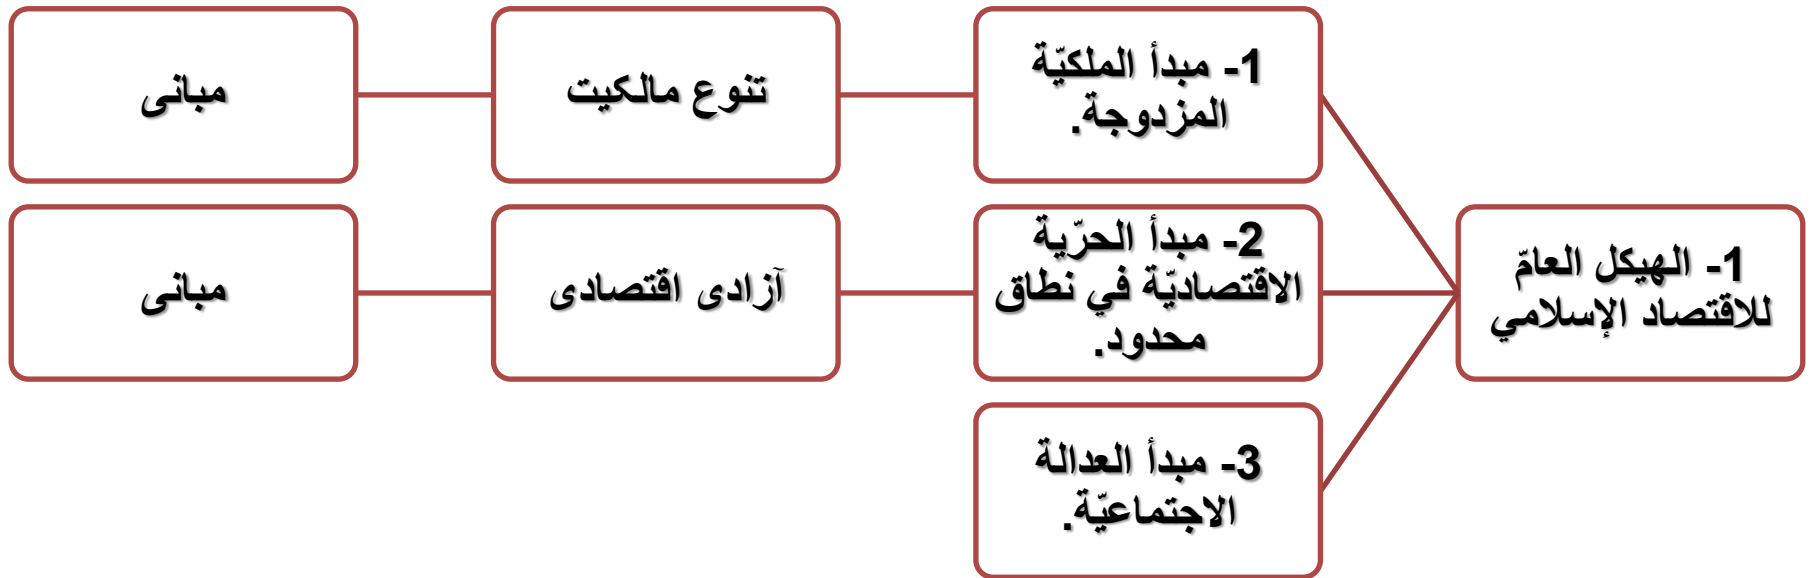 1- الهيكل العامّ
للاقتصاد الإسلامي
1- مبدأ الملكيّة
المزدوجة.
تنوع مالكيت
مبانى
2- مبدأ الحرّية
الاقتصاديّة في نطاق
محدود.
آزادى اقتصادى
مبانى
3- مبدأ العدالة
الاجتماعيّة.